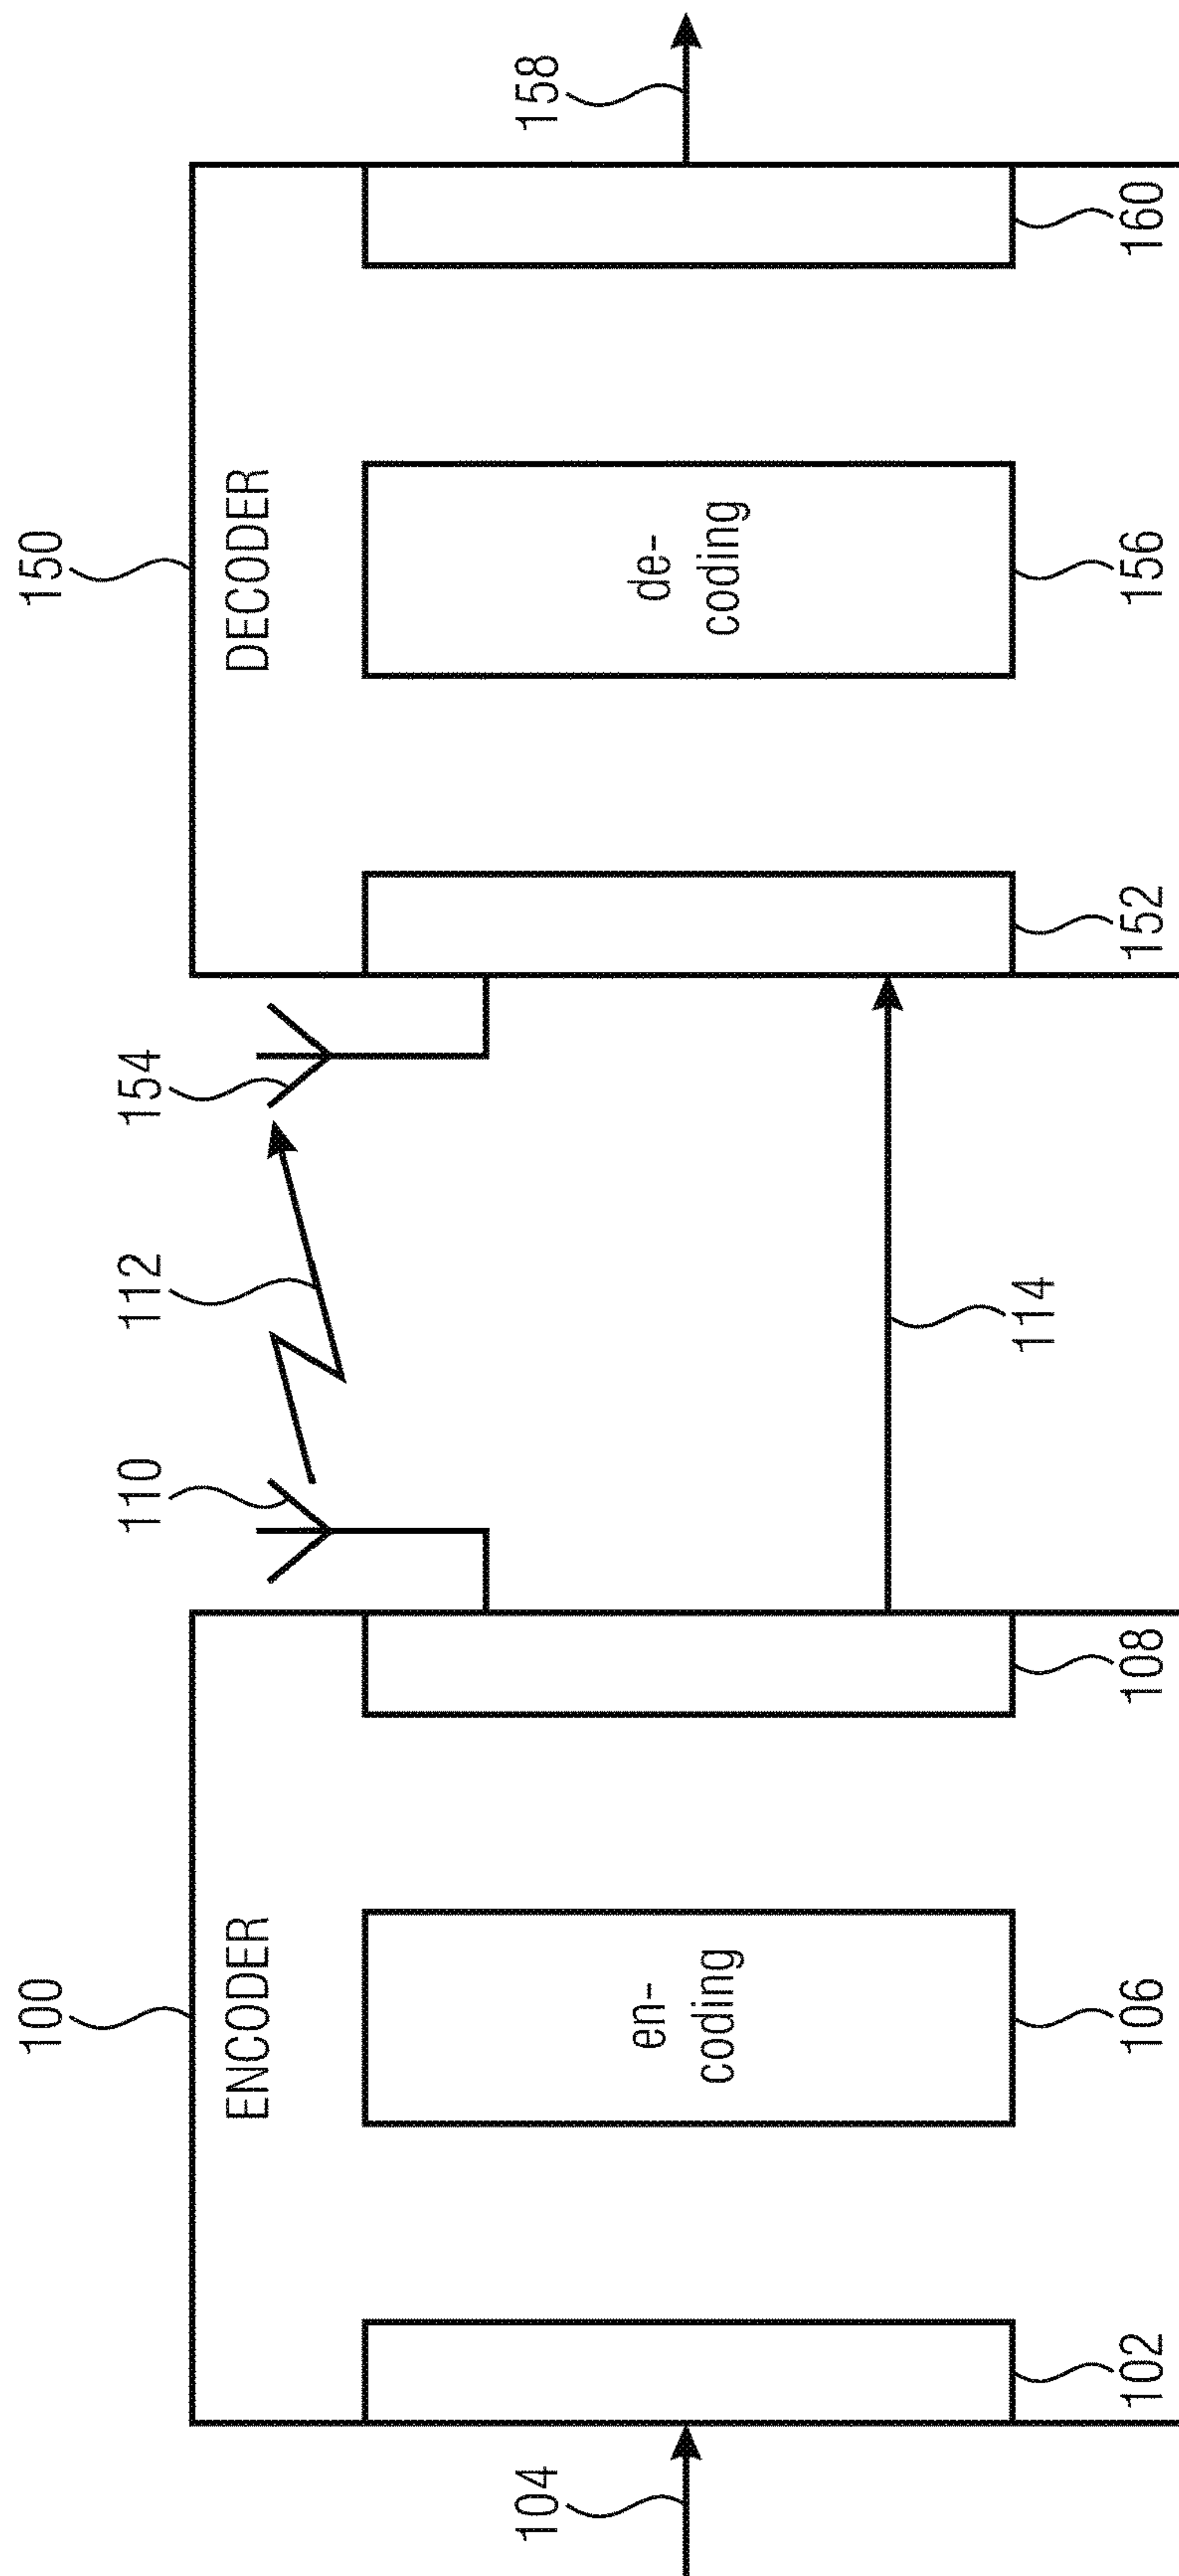 100
150
ENCODER
DECODER
110
112
154
104
en-
coding
de-
coding
158
114
102
106
108
152
156
160